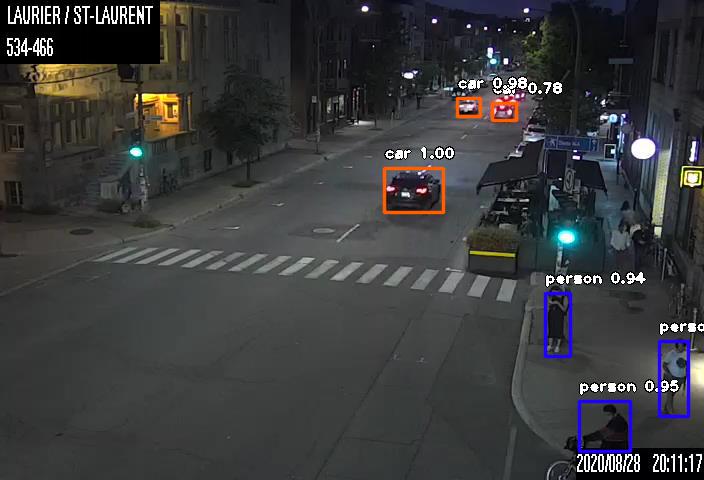 LAURIER / ST-LAURENT
534-466
car 0.98
0.78
car 1.00
person 0.94
perso
person 0.95
2020/08/28 20:11:17